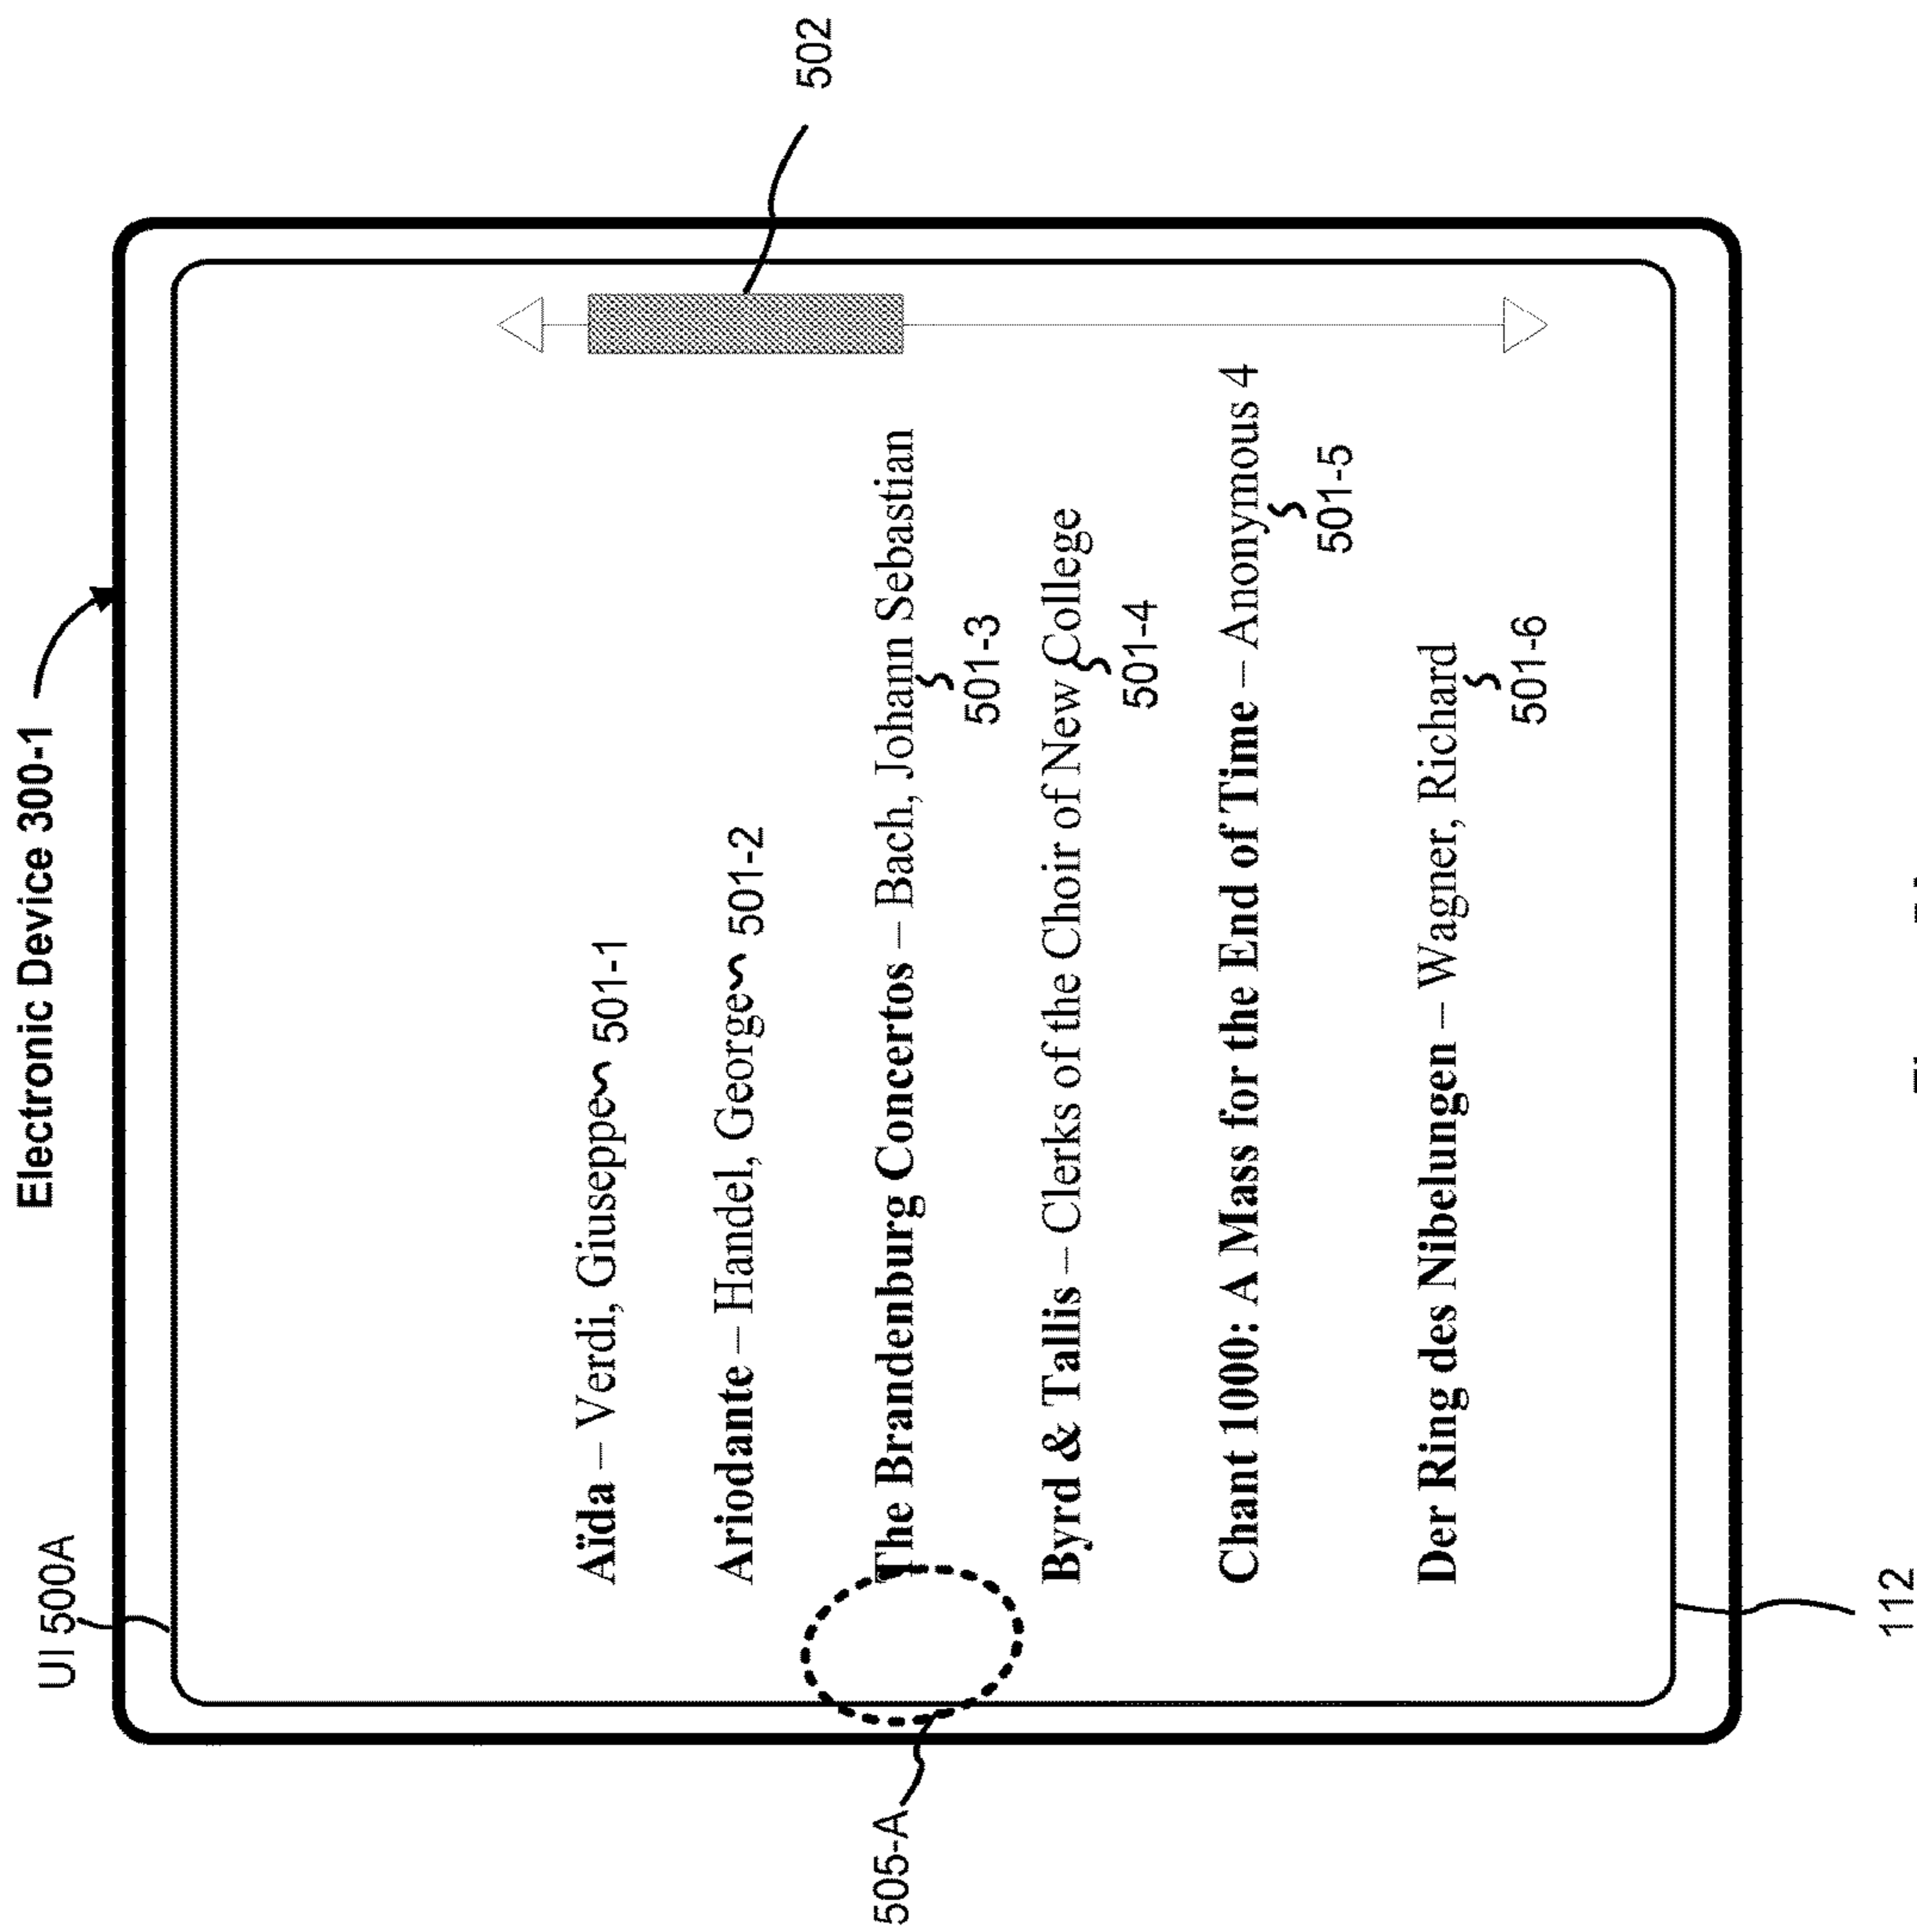 Electronic Device 300-1
UI 500A
502
Aïda – Verdi, Giuseppe 501-1
Ariodante – Handel, George 501-2
The Brandenburg Concertos – Bach, Johann Sebastian
501-3
505-A
Byrd & Tallis – Clerks of the Choir of New College
501-4
Chant 1000: A Mass for the End of Time – Anonymous 4
501-5
Der Ring des Nibelungen – Wagner, Richard
501-6
112